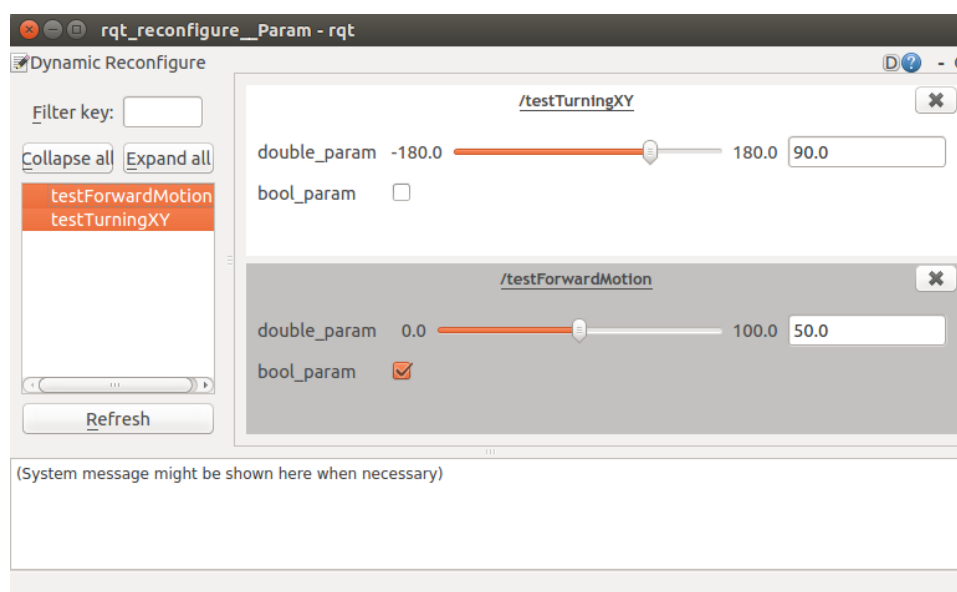 rqt_reconfigure__Param - rqt
Dynamic Reconfigure
D ? -
Filter key:
Collapse all Expand all
testForwardMotion
testTurningXY
Refresh
/testTurningXY
double_param -180.0 180.0 90.0
bool_param
/testForwardMotion
double_param 0.0 100.0 50.0
bool_param
(System message might be shown here when necessary)